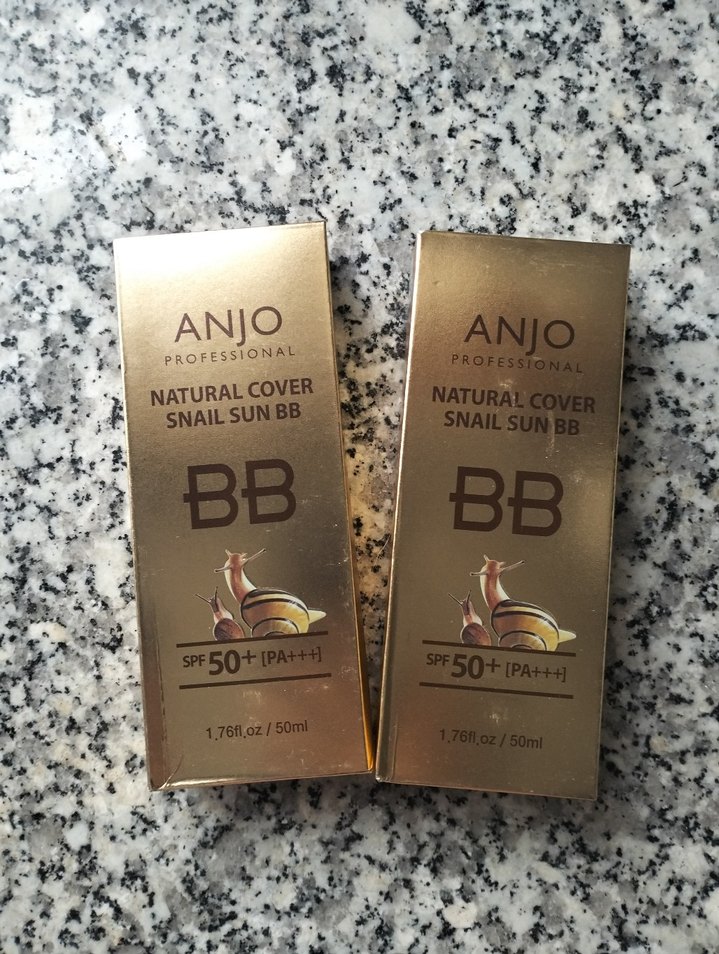 ANJO
PROFESSIONAL
NATURAL COVER
SNAIL SUN BB
BB
SPF 50+ [PA+++]
1.76fl.oz / 50ml
ANJO
PROFESSIONAL
NATURAL COVER
SNAIL SUN BB
BB
SPF 50+ [PA+++]
1.76fl.oz / 50ml